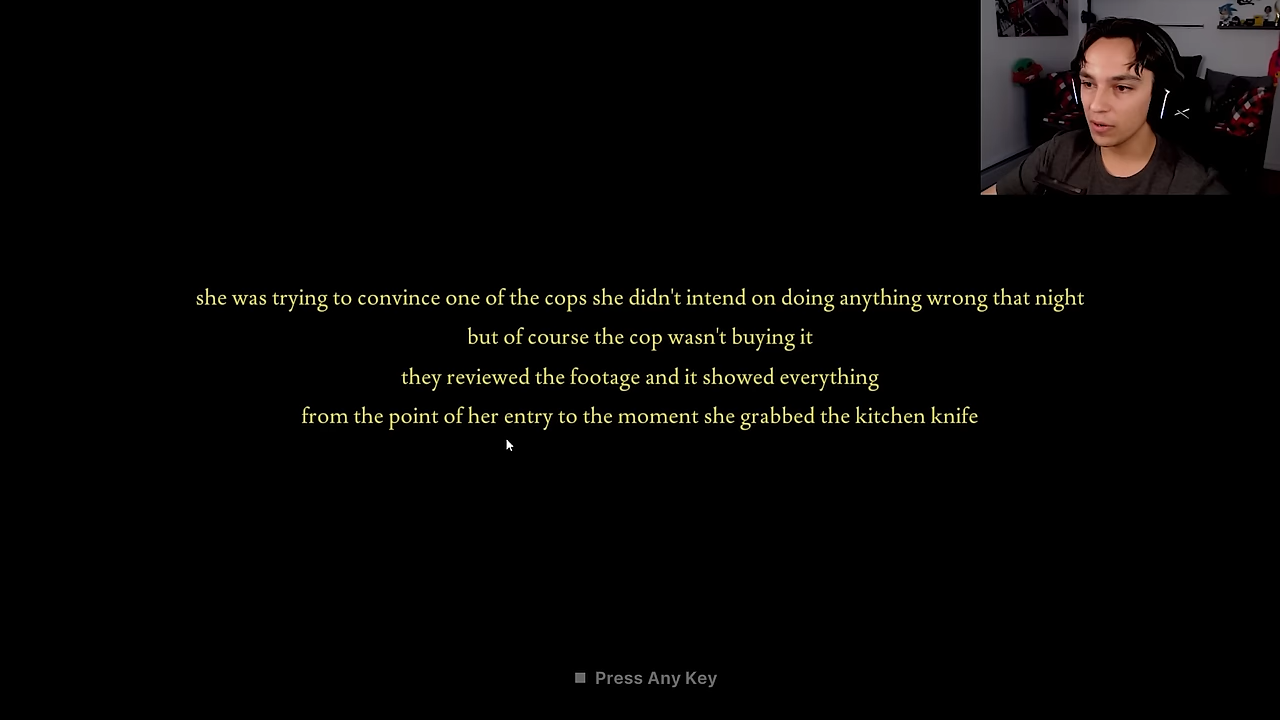 she was trying to convince one of the cops she didn't intend on doing anything wrong that night
but of course the cop wasn't buying it
they reviewed the footage and it showed everything
from the point of her entry to the moment she grabbed the kitchen knife
Press Any Key